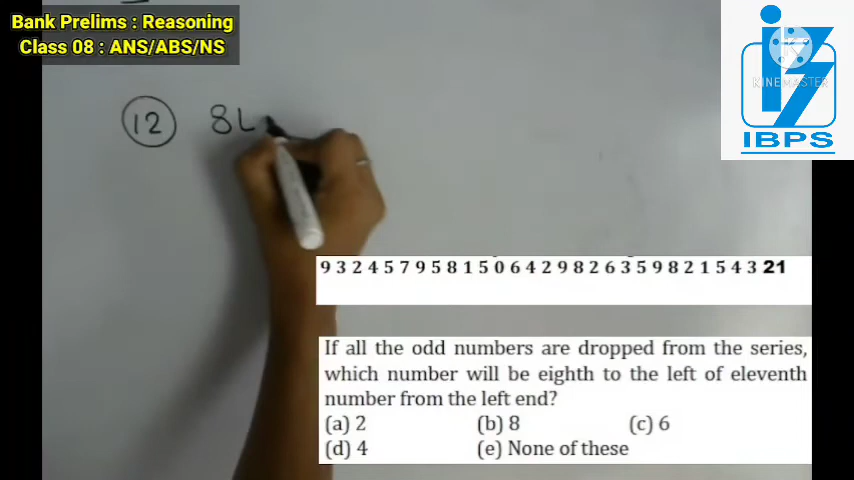 Bank Prelims : Reasoning
Class 08 : ANS/ABS/NS
KINEMASTER
IBPS
12 8L
9 3 2 4 5 7 9 5 8 1 5 0 6 4 2 9 8 2 6 3 5 9 8 2 1 5 4 3 21
If all the odd numbers are dropped from the series,
which number will be eighth to the left of eleventh
number from the left end?
(a) 2 (b) 8 (c) 6
(d) 4 (e) None of these